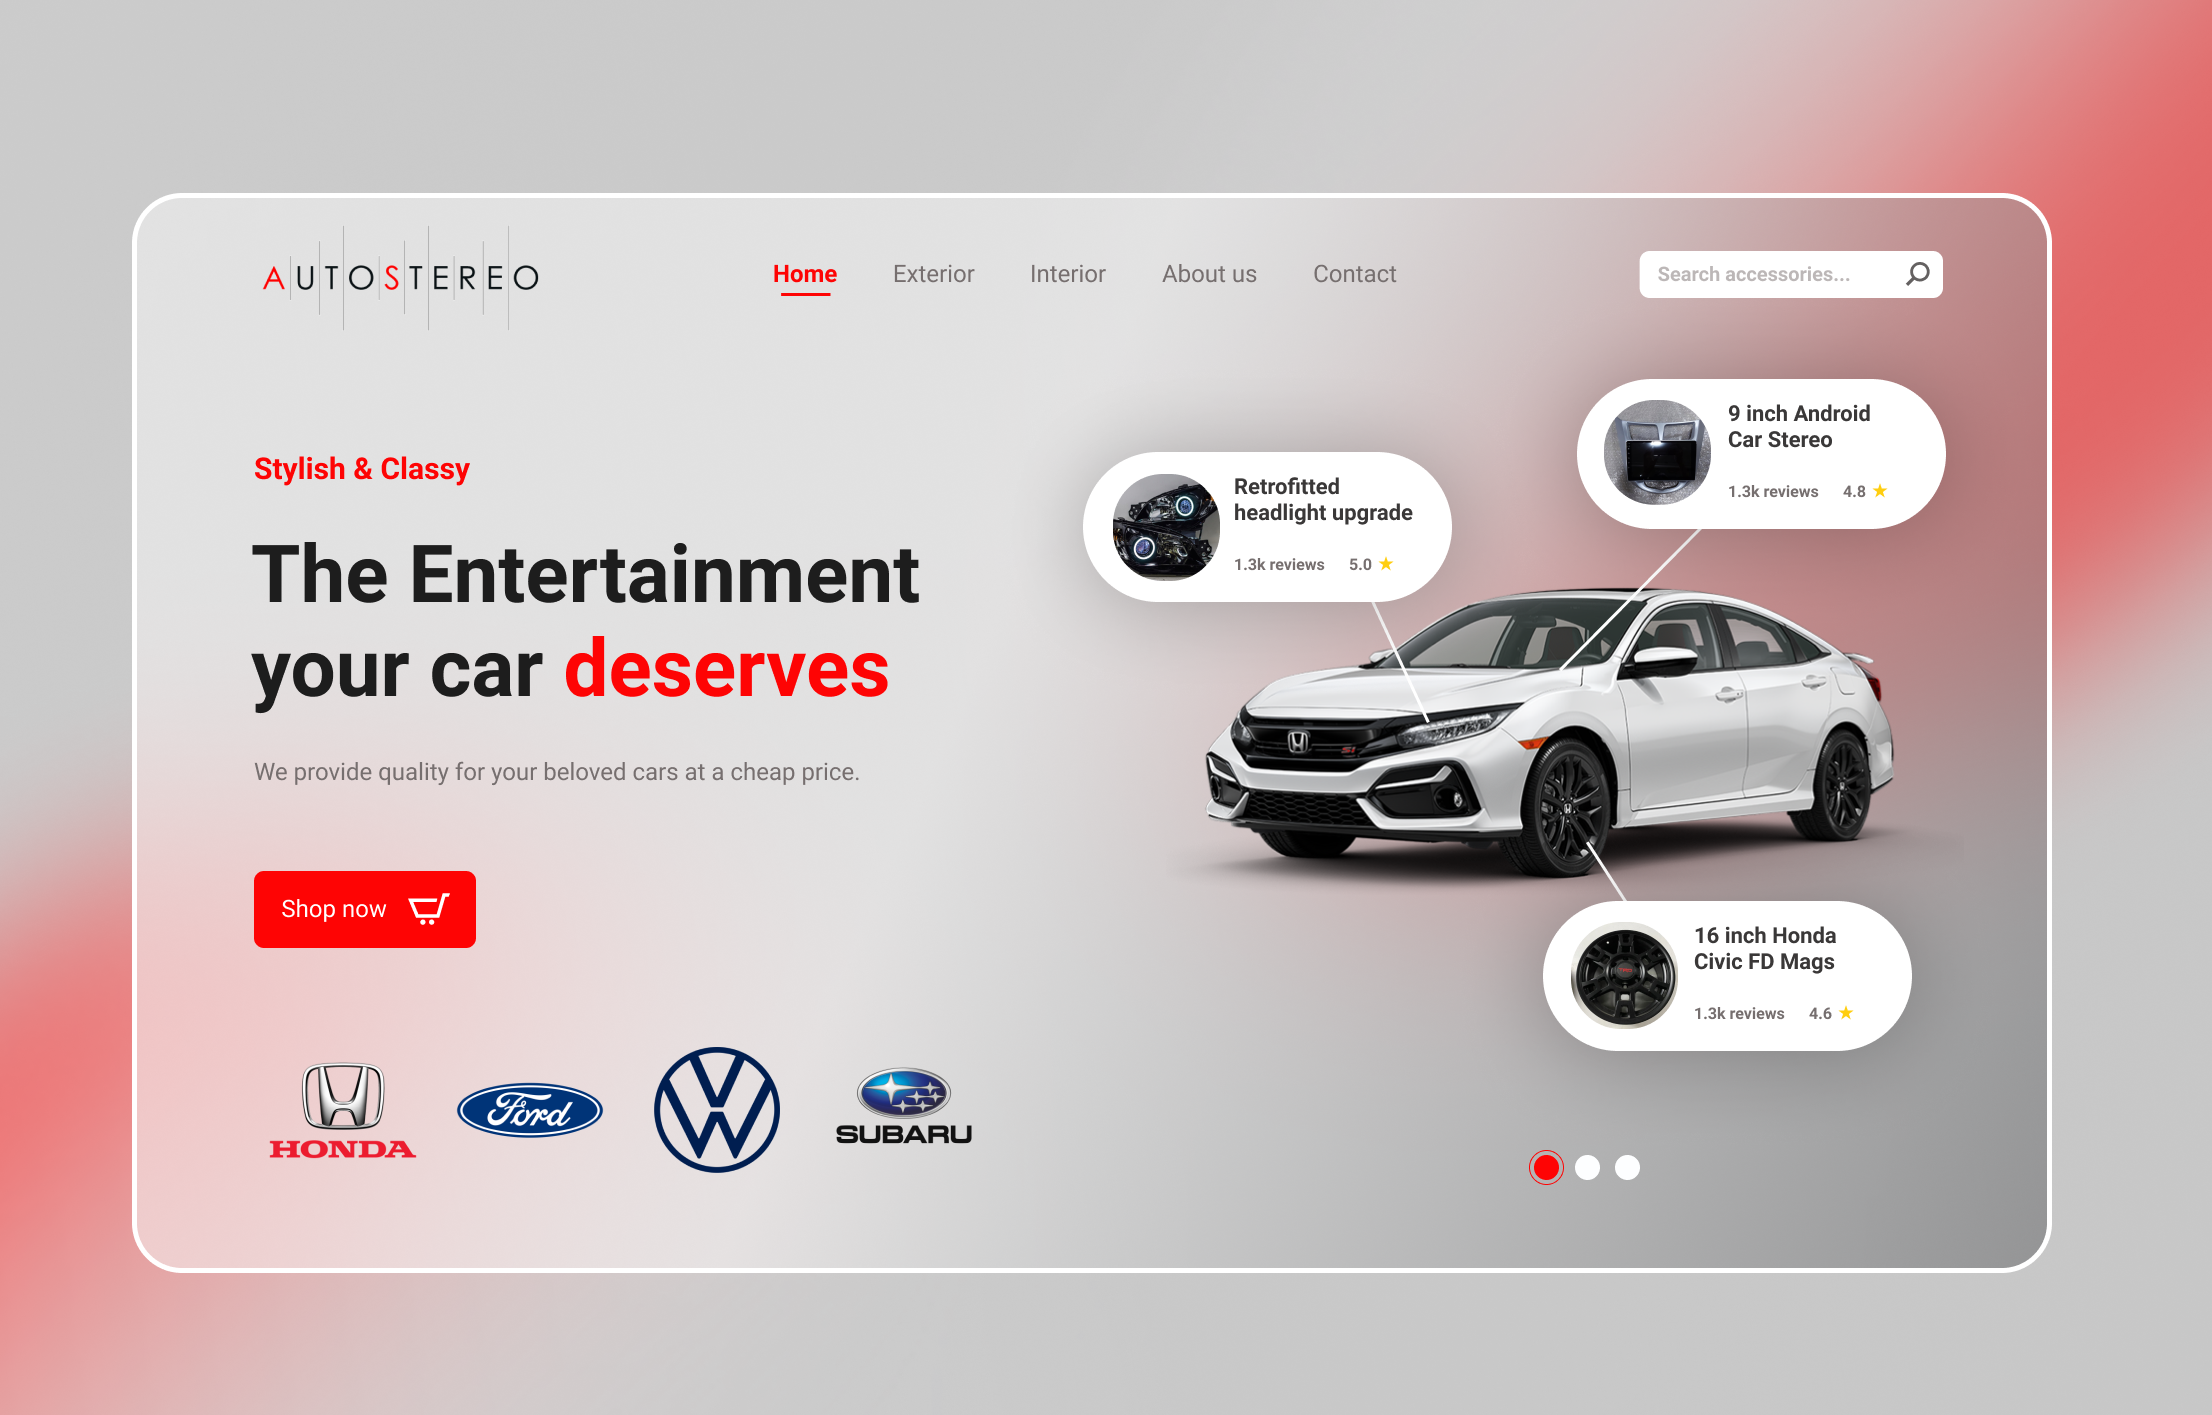 AUTOSTEREO
Home
Exterior
Interior
About us
Contact
Search accessories...
Stylish & Classy
The Entertainment
your car deserves
We provide quality for your beloved cars at a cheap price.
Shop now
HONDA
Ford
SUBARU
Retrofitted
headlight upgrade
1.3k reviews 5.0
9 inch Android
Car Stereo
1.3k reviews 4.8
Si
16 inch Honda
Civic FD Mags
1.3k reviews 4.6